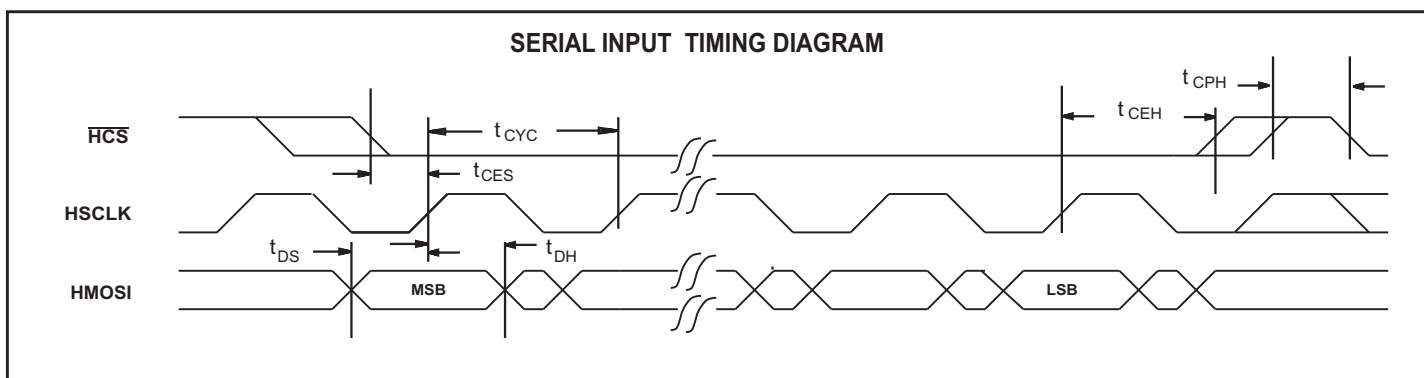 SERIAL INPUT TIMING DIAGRAM
t CPH
t CEH
HCS
t CYC
t CES
HSCLK
t DS
t DH
HMOSI
MSB
LSB